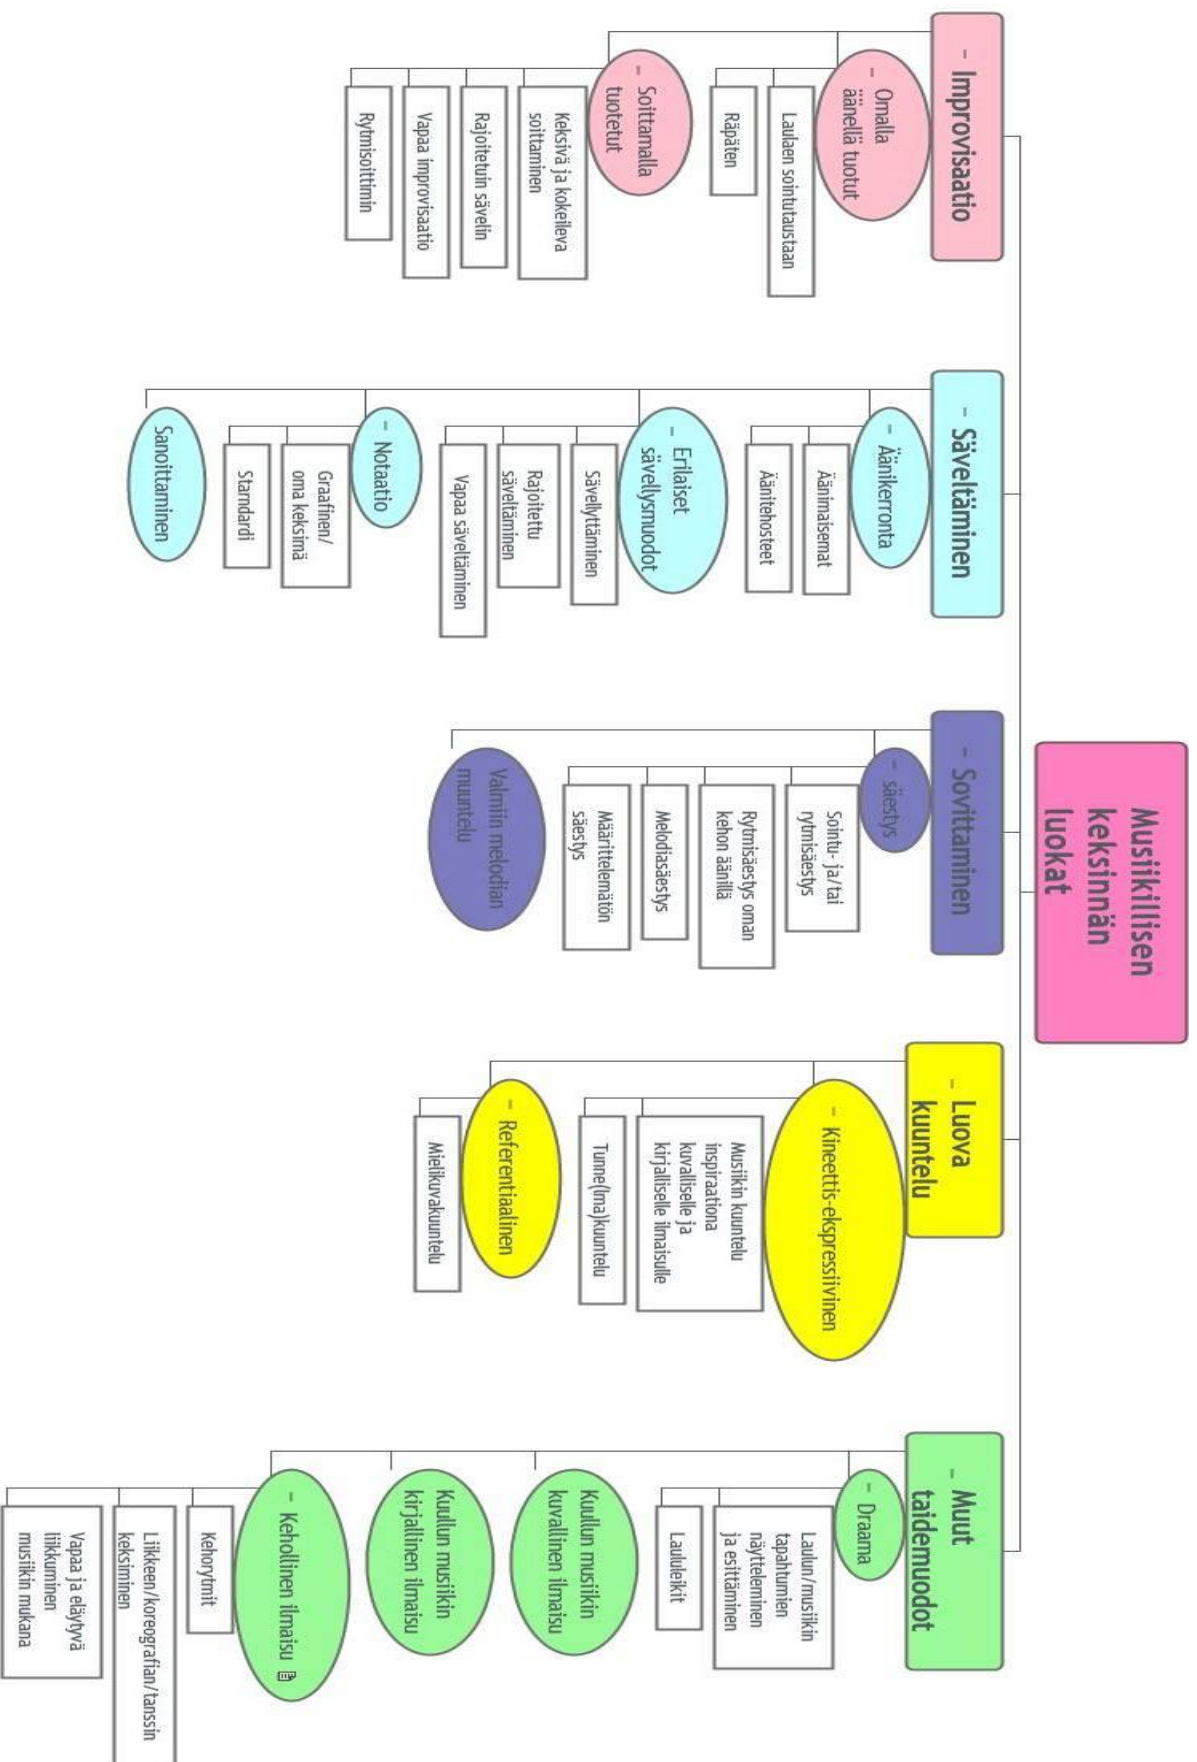 Musiikillisen
keksinnän
luokat
– Improvisaatio
– Omalla
äänellä tuotut
Laulaen sointutaustaan
Räpäten
– Soittamalla
tuotetut
Keksivä ja kokeileva
soittaminen
Rajoitetuin sävelin
Vapaa improvisaatio
Rytmisoittimin
– Säveltäminen
– Äänikerronta
Äänimaisemat
Äänitehosteet
– Erilaiset
sävellysmuodot
Sävellyttäminen
Rajoitettu
säveltäminen
Vapaa säveltäminen
– Notaatio
Graafinen/
oma keksimä
Starndardi
Sanoittaminen
– Sovittaminen
– säestys
Sointu- ja/tai
rytmisäestys
Rytmisäestys oman
kehon äänillä
Melodiasäestys
Määrittelemätön
säestys
Valmiin melodian
muuntelu
– Luova
kuuntelu
– Kineettis-ekspressiivinen
Musiikin kuuntelu
inspiraationa
kuvalliselle ja
kirjalliselle ilmaisulle
Tunne(lma)kuuntelu
– Referentiaalinen
Mielikuvakuuntelu
– Muut
taidemuodot
– Draama
Laulun/musiikin
tapahtumien
näytteleminen
ja esittäminen
Laululeikit
Kuullun musiikin
kuvallinen ilmaisu
Kuullun musiikin
kirjallinen ilmaisu
– Kehollinen ilmaisu
Kehorytmit
Liikkeen/koreografian/tanssin
keksiminen
Vapaa ja eläytyvä
liikkuminen
musiikin mukana